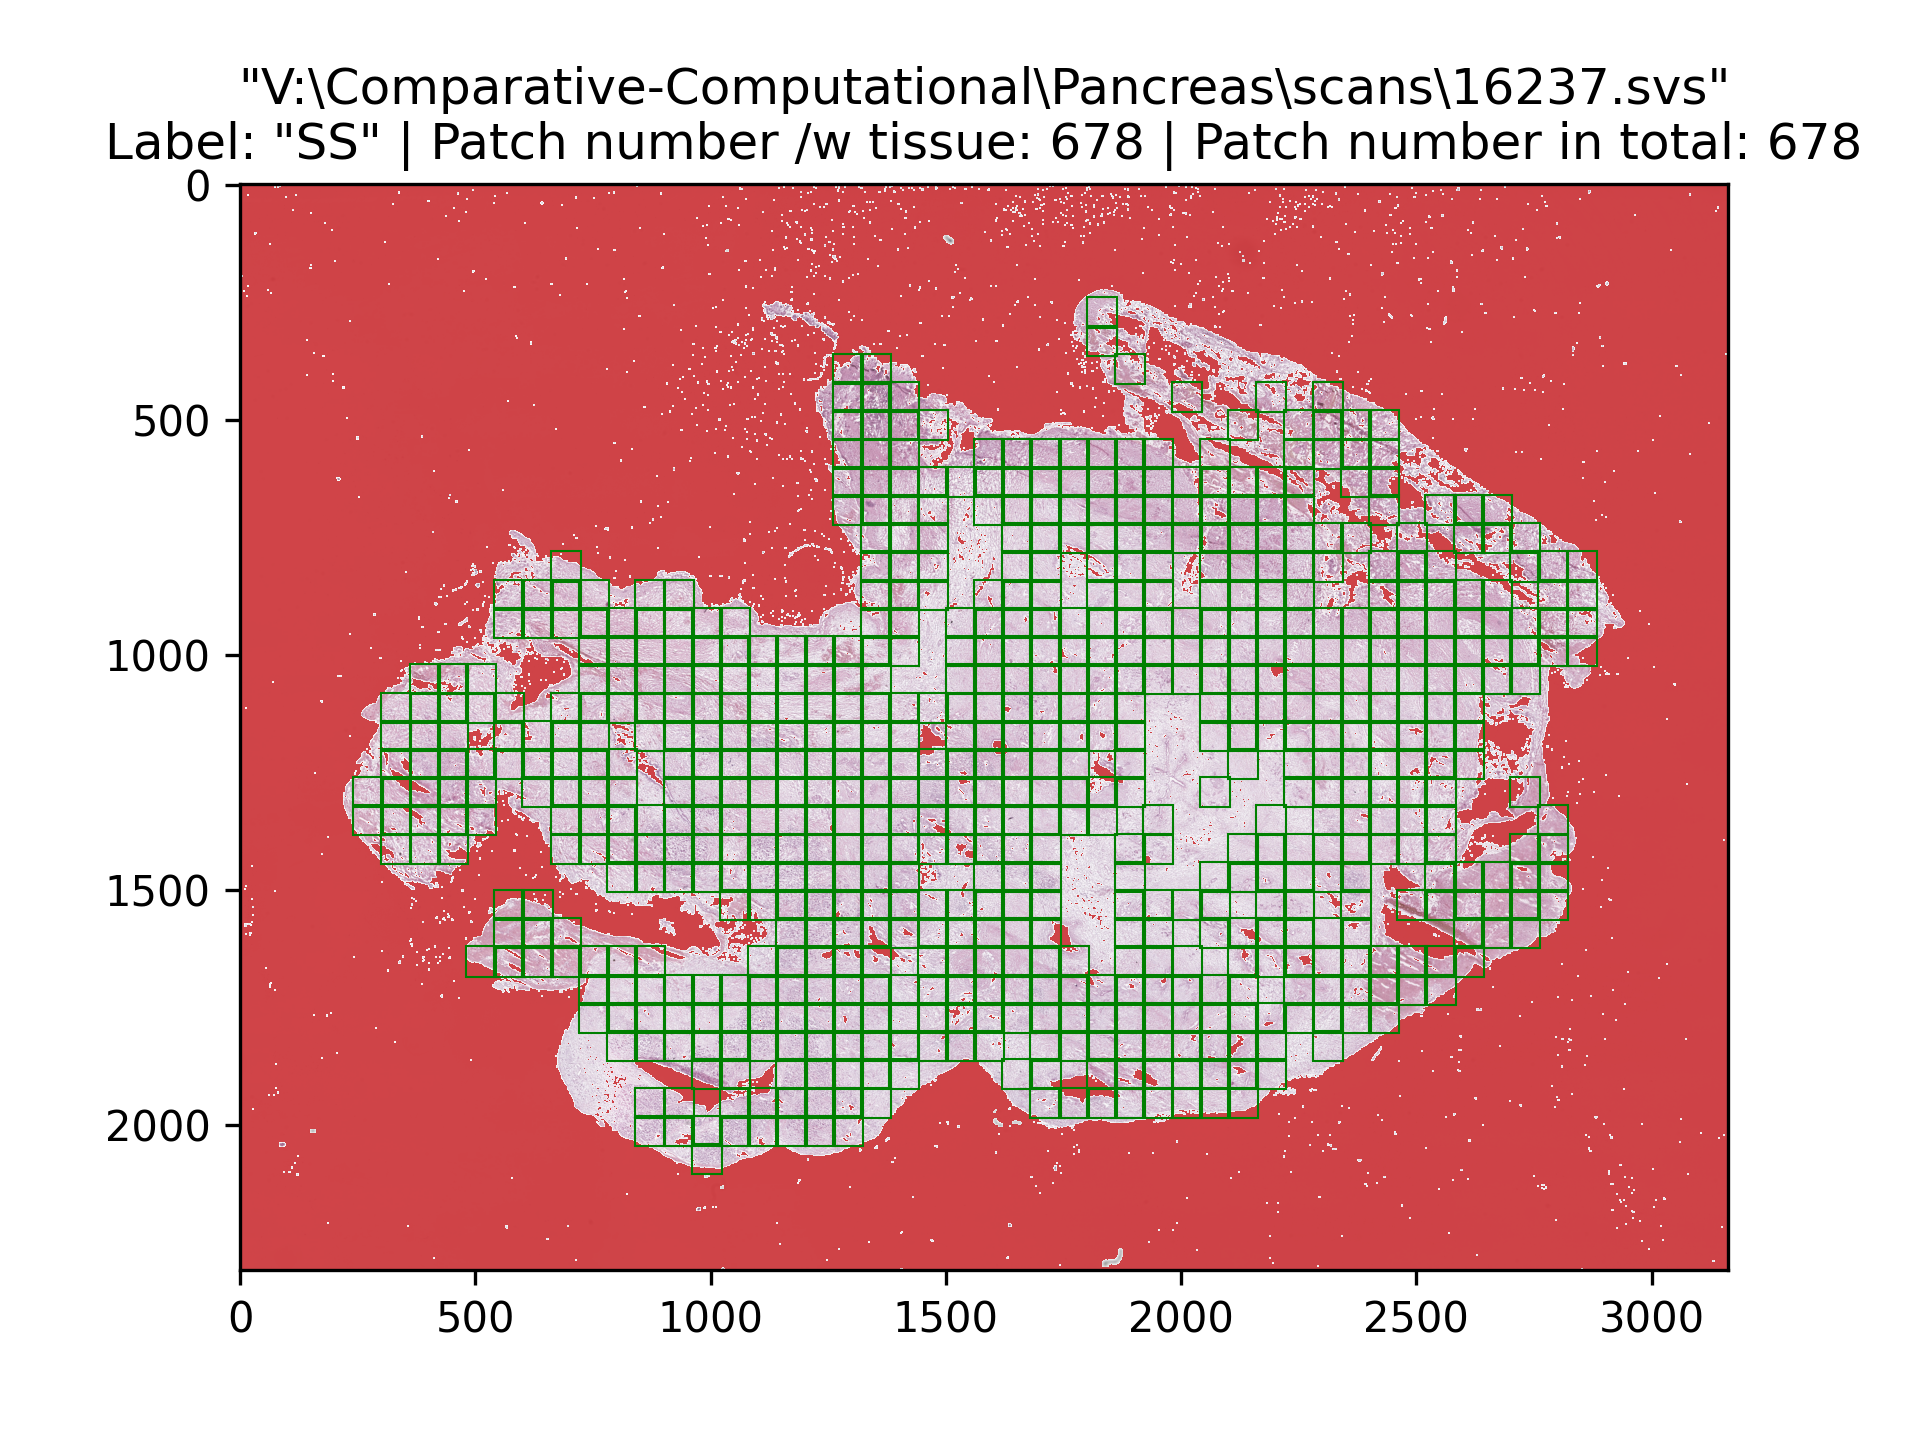 "V:\Comparative-Computational\Pancreas\scans\16237.svs"
Label: "SS" | Patch number /w tissue: 678 | Patch number in total: 678
0
500
1000
1500
2000
0 500 1000 1500 2000 2500 3000